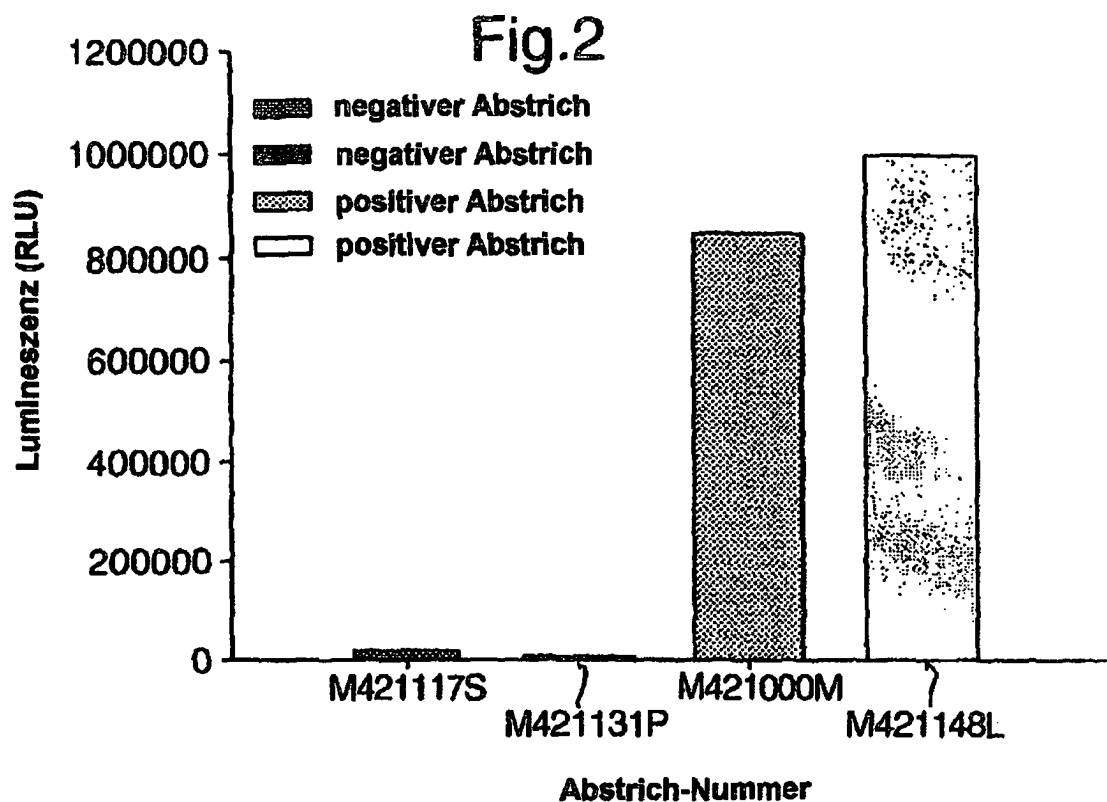 Fig.2
1200000
1000000
800000
600000
400000
200000
0
Lumineszenz (RLU)
negativer Abstrich
negativer Abstrich
positiver Abstrich
positiver Abstrich
M421117S
M421131P
M421000M
M421148L
Abstrich-Nummer